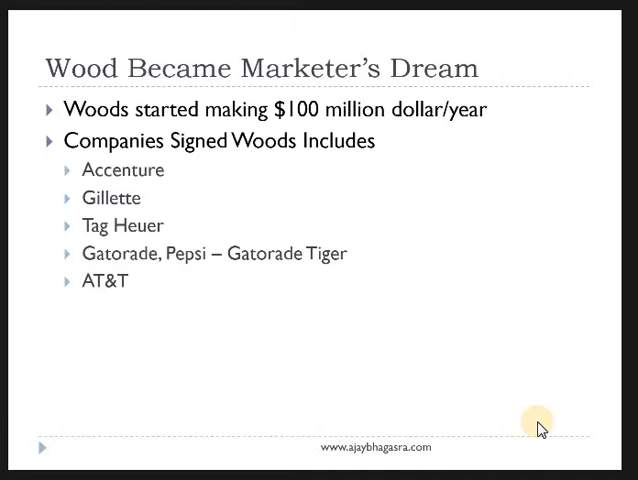 Wood Became Marketer's Dream
Woods started making $100 million dollar/year
Companies Signed Woods Includes
Accenture
Gillette
Tag Heuer
Gatorade, Pepsi – Gatorade Tiger
AT&T
www.ajaybhagasra.com